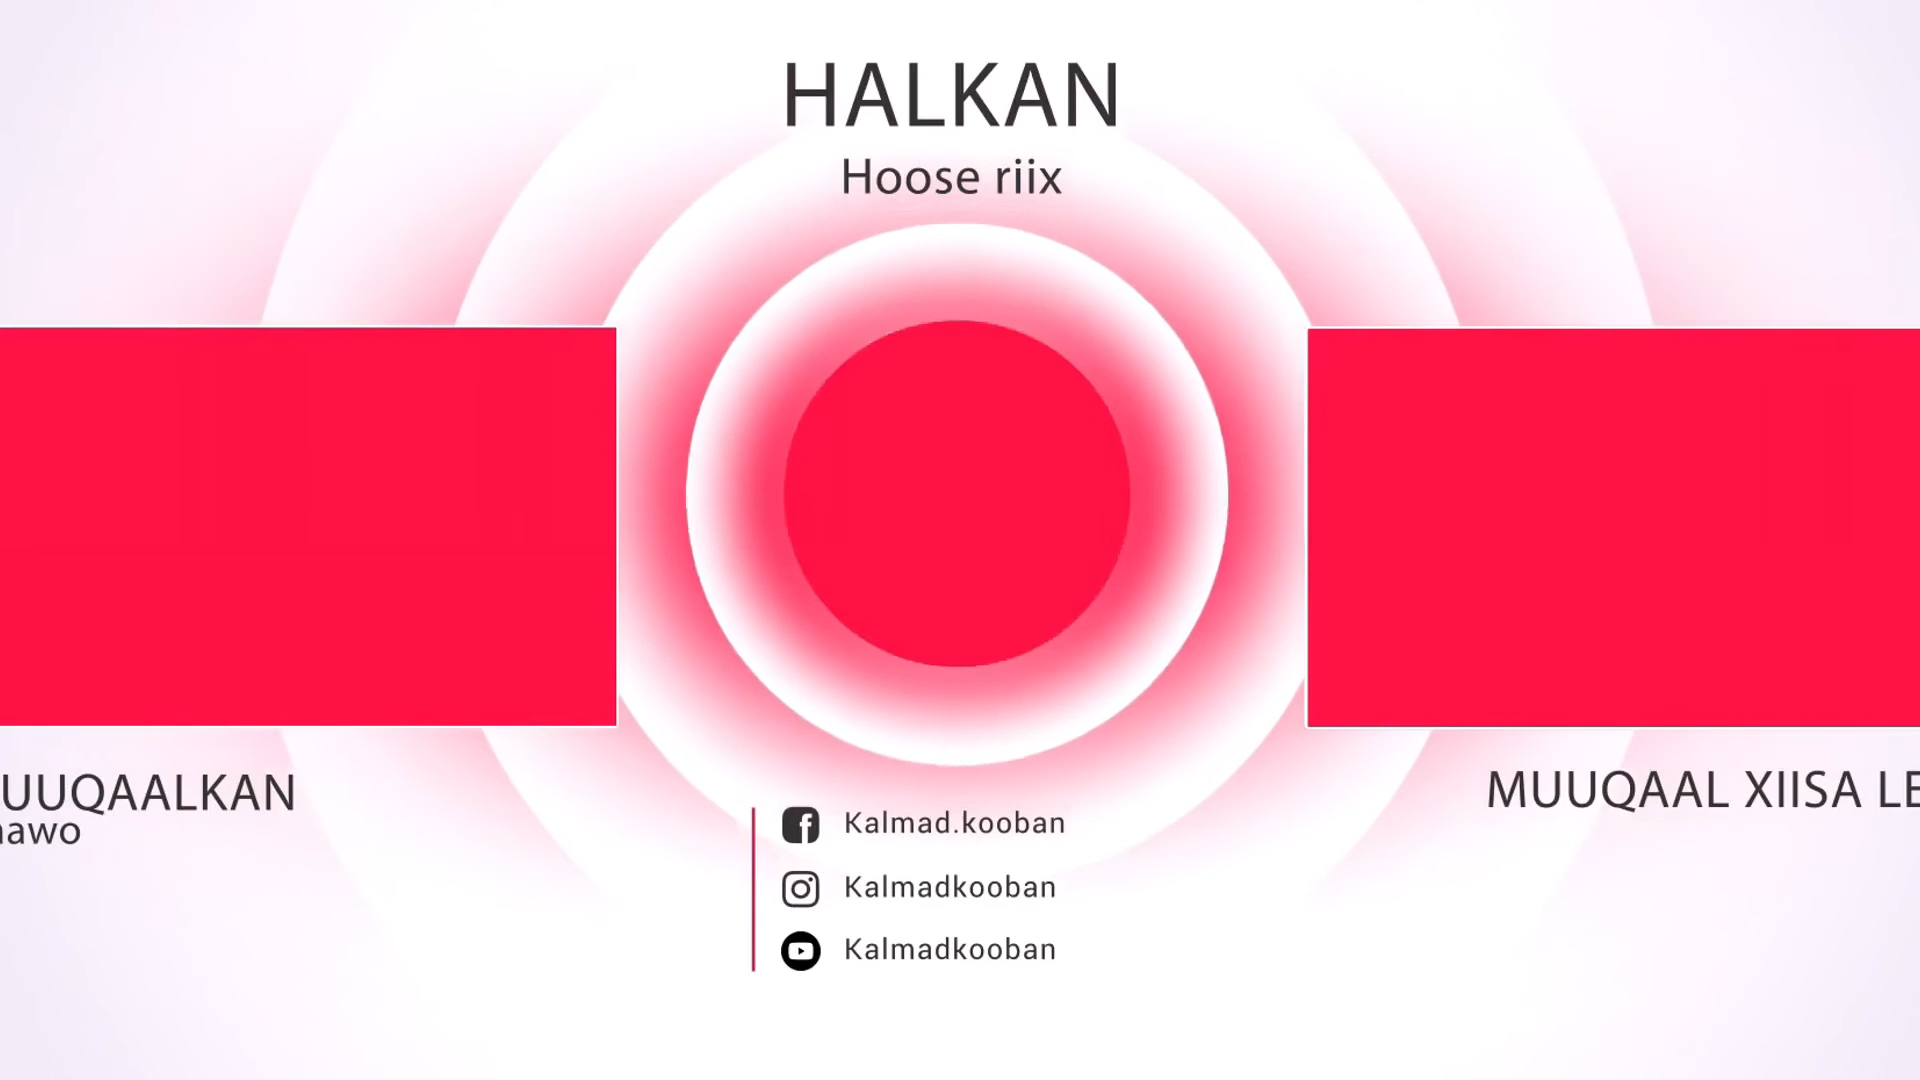 HALKAN
Hoose riix
UUQAALKAN
awo
MUUQAAL XIISA LE
Kalmad.kooban
Kalmadkooban
Kalmadkooban